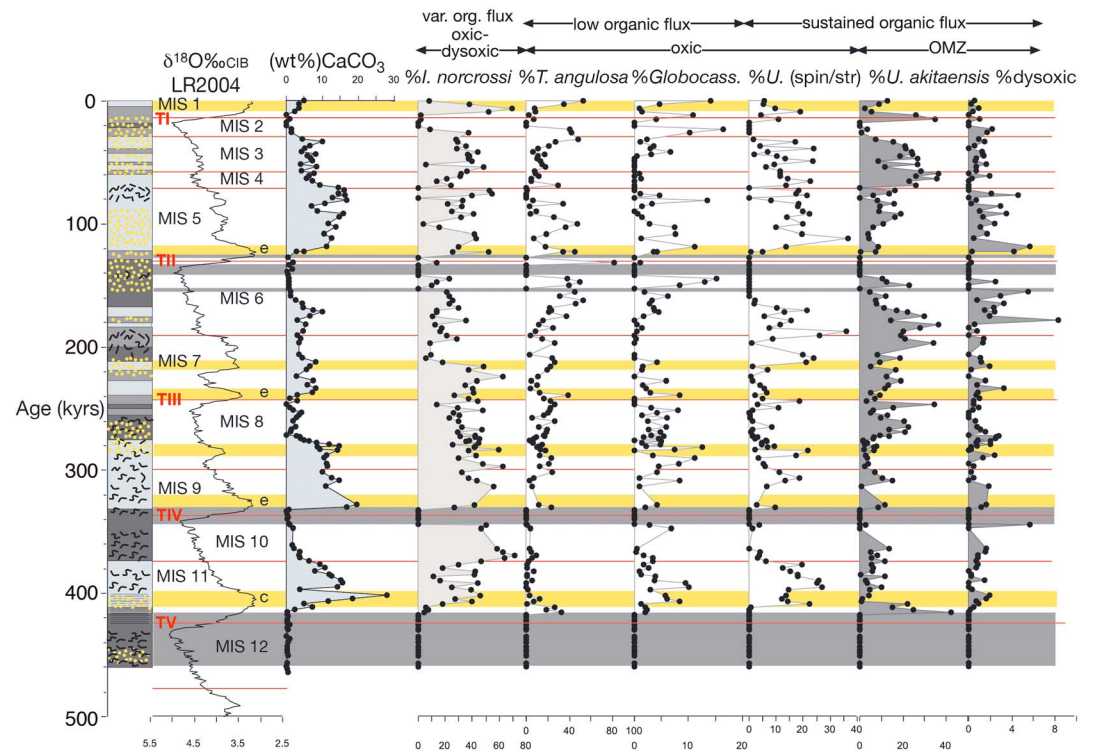 var. org. flux
oxic-
dysoxic
low organic flux
sustained organic flux
oxic
OMZ
δ18O‰CIB
LR2004
(wt%)CaCO3
%I. norcrossi
%T. angulosa
%Globocass.
%U. (spin/str)
%U. akitaensis
%dysoxic
0 10 20 30
0
MIS 1
TI
MIS 2
MIS 3
MIS 4
100
MIS 5
e
TII
MIS 6
200
MIS 7
e
TIII
Age (kyrs)
MIS 8
300
MIS 9
e
TIV
MIS 10
MIS 11
400
c
TV
MIS 12
500
5.5 4.5 3.5 2.5
0 20 40 60 80
0 20 40 60 80 100
0 10 20
0 10 20 30 40
0 20 40
0 4 8